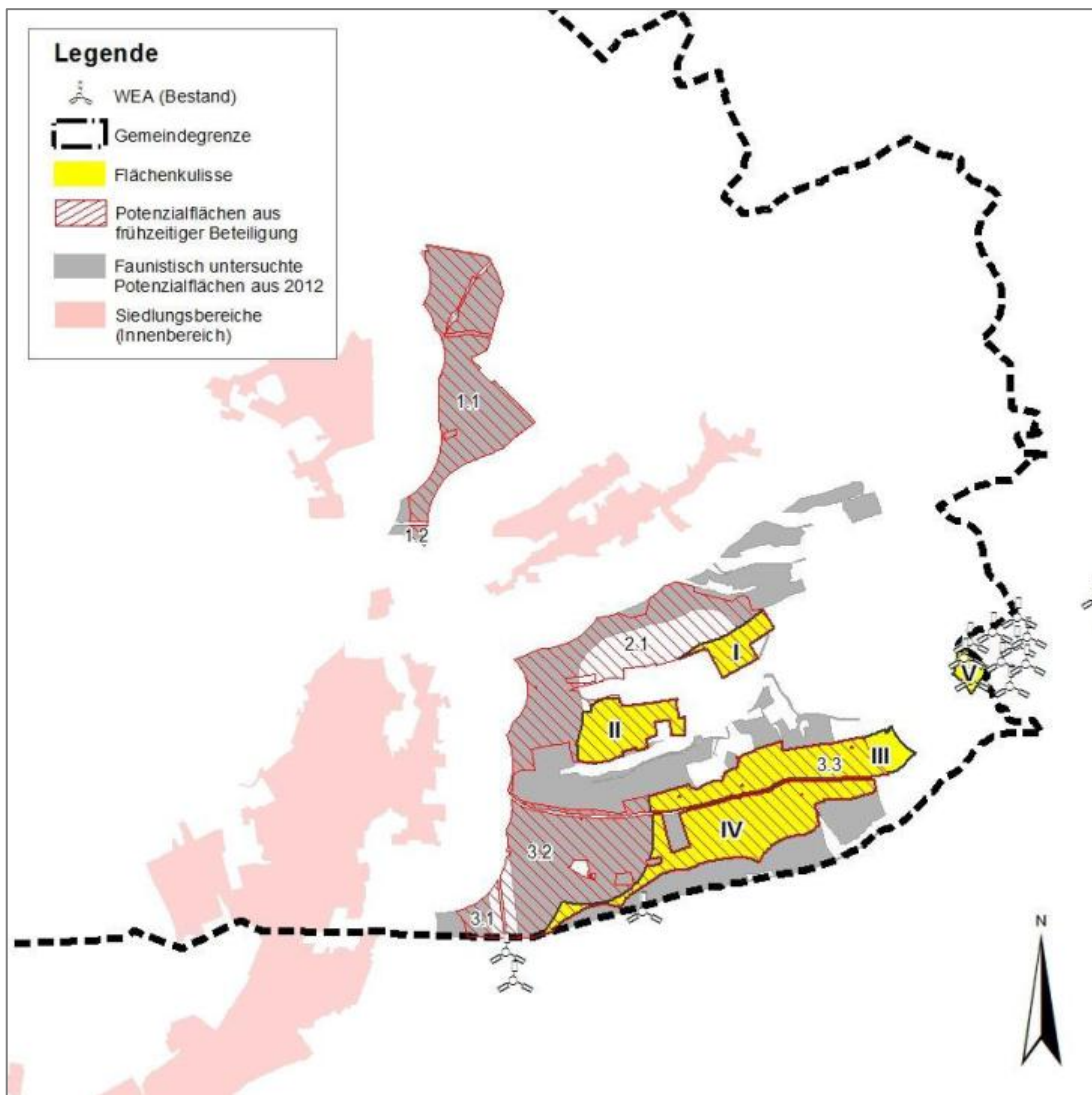 Legende
WEA (Bestand)
Gemeindegrenze
Flächenkulisse
Potenzialflächen aus
frühzeitiger Beteiligung
Faunistisch untersuchte
Potenzialflächen aus 2012
Siedlungsbereiche
(Innenbereich)
1.1
1.2
2.1
I
V
II
3.3
III
IV
3.2
3.1
N